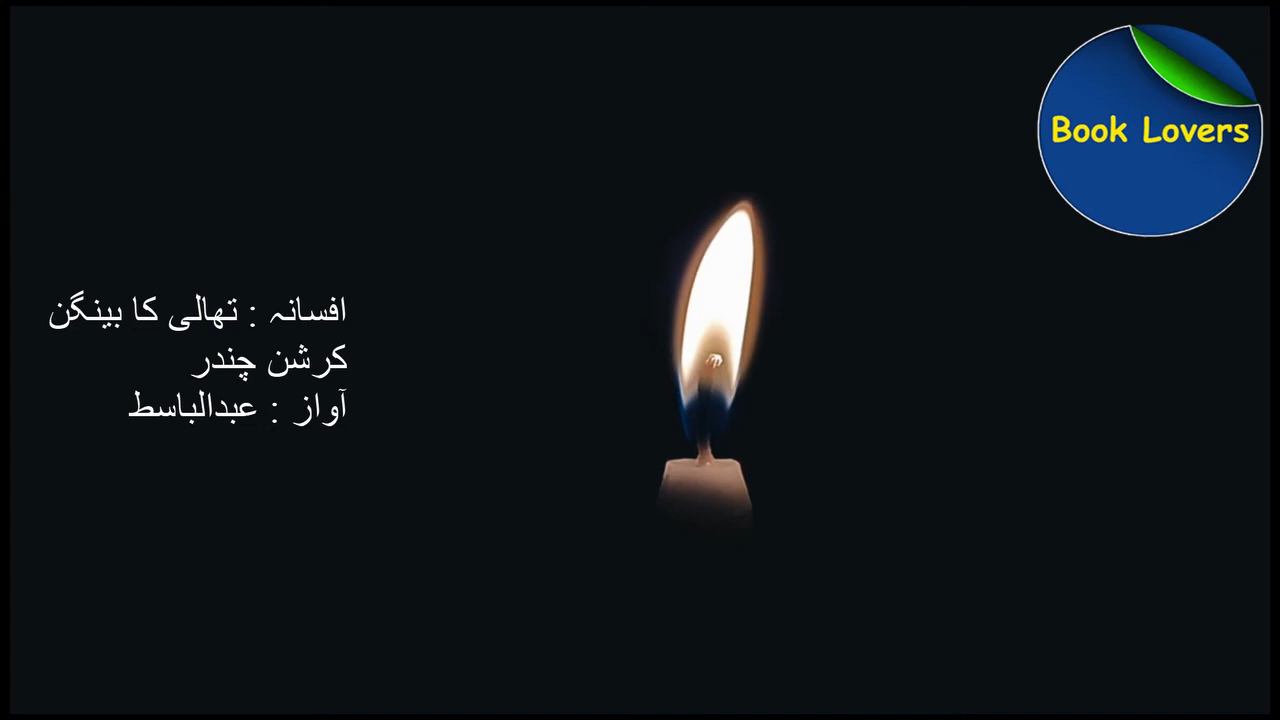 Book Lovers
افسانہ : تھالی کا بینگن
کرشن چندر
آواز : عبدالباسط